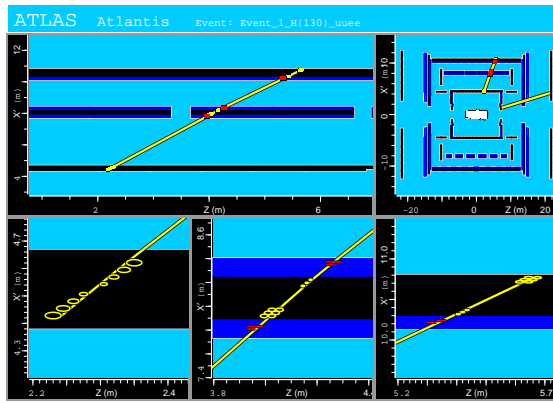 ATLAS Atlantis Event: Event_1_H(130)_uuee
12
X' (m)
4
2 Z (m) 6
X' (m)
10
0
-10
-20 0 Z (m) 20
4.7
X' (m)
4.3
2.2 Z (m) 2.4
8.6
X' (m)
7.4
3.8 Z (m)
11.0
X' (m)
10.0
5.2 Z (m) 5.7